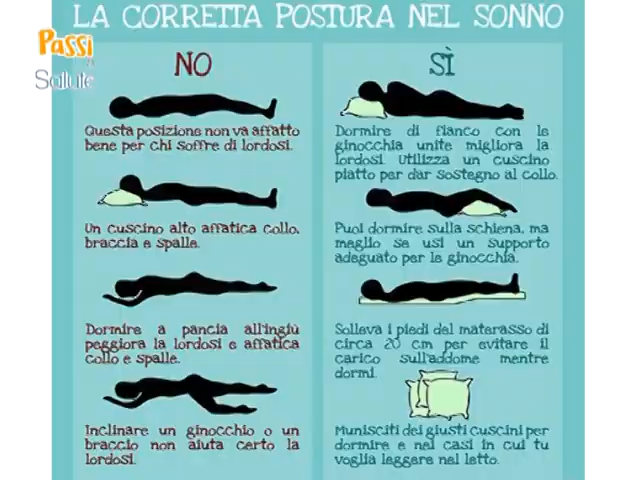 LA CORRETTA POSTURA NEL SONNO
Passi
di
Salute
NO
Questa posizione non va affatto
bene per chi soffre di lordosi.
Un cuscino alto affatica collo,
braccia e spalle.
Dormire a pancia all'ingiù
peggiora la lordosi e affatica
collo e spalle.
Inclinare un ginocchio o un
braccio non aiuta certo la
lordosi.
SÌ
Dormire di fianco con le
ginocchia unite migliora la
lordosi. Utilizza un cuscino
piatto per dar sostegno al collo.
Puoi dormire sulla schiena, ma
meglio se usi un supporto
adeguato per le ginocchia.
Solleva i piedi del materasso di
circa 20 cm per evitare il
carico sull'addome mentre
dormi.
Munisciti dei giusti cuscini per
dormire e nei casi in cui tu
voglia leggere nel letto.